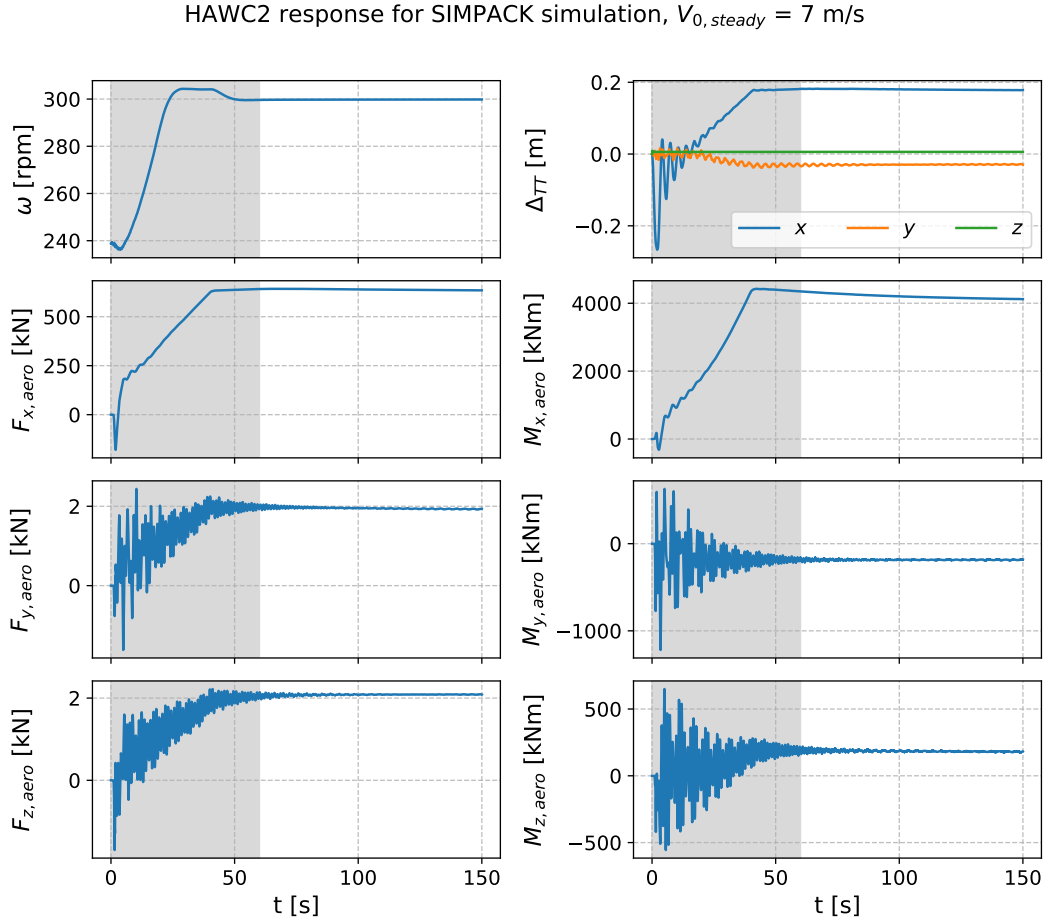 HAWC2 response for SIMPACK simulation, V0,steady = 7 m/s
ω [rpm]
300
280
260
240
ΔTT [m]
0.2
0.0
−0.2
x y z
Fx,aero [kN]
500
250
0
Mx,aero [kNm]
4000
2000
0
Fy,aero [kN]
2
0
My,aero [kNm]
0
−1000
Fz,aero [kN]
2
0
0 50 100 150
t [s]
Mz,aero [kNm]
500
0
−500
0 50 100 150
t [s]